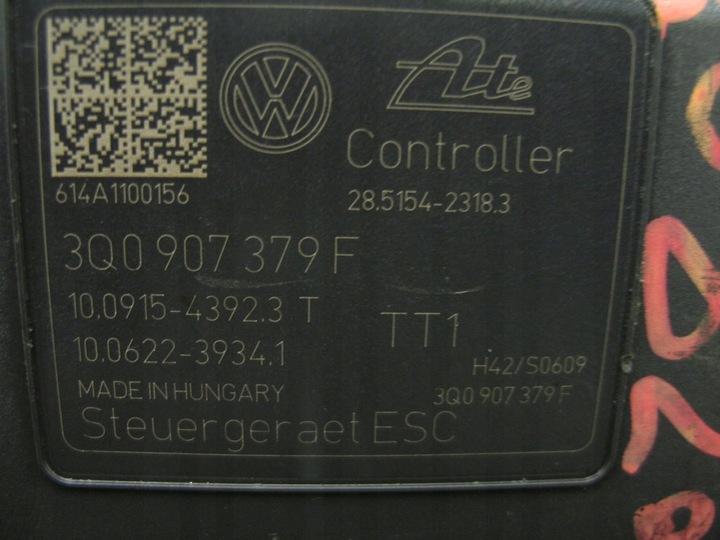 VW
Ate
Controller
614A1100156
28.5154-2318.3
3Q0 907 379 F
10.0915-4392.3 T
TT1
10.0622-3934.1
H42/S0609
MADE IN HUNGARY
3Q0 907 379 F
Steuergeraet ESC